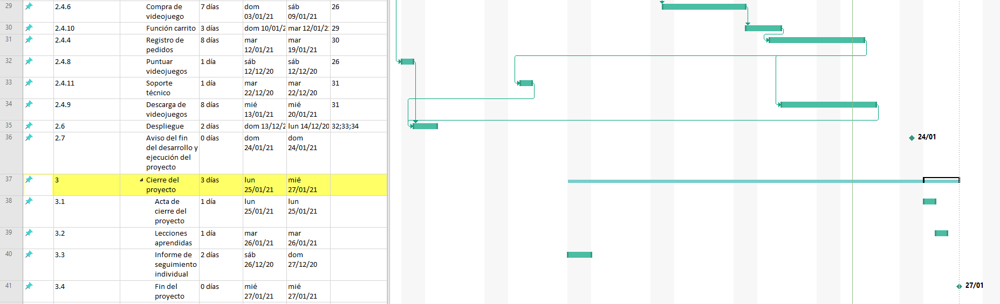 29 2.4.6 Compra de videojuego 7 días dom 03/01/21 sáb 09/01/21 26
30 2.4.10 Función carrito 3 días dom 10/01/2 mar 12/01/21 29
31 2.4.4 Registro de pedidos 8 días mar 12/01/21 mar 19/01/21 30
32 2.4.8 Puntuar videojuegos 1 día sáb 12/12/20 sáb 12/12/20 26
33 2.4.11 Soporte técnico 1 día mar 22/12/20 mar 22/12/20 31
34 2.4.9 Descarga de videojuegos 8 días mié 13/01/21 mié 20/01/21 31
35 2.6 Despliegue 2 días dom 13/12/2 lun 14/12/20 32;33;34
36 2.7 Aviso del fin del desarrollo y ejecución del proyecto 0 días dom 24/01/21 dom 24/01/21 24/01
37 3 Cierre del proyecto 3 días lun 25/01/21 mié 27/01/21
38 3.1 Acta de cierre del proyecto 1 día lun 25/01/21 lun 25/01/21
39 3.2 Lecciones aprendidas 1 día mar 26/01/21 mar 26/01/21
40 3.3 Informe de seguimiento individual 2 días sáb 26/12/20 dom 27/12/20
41 3.4 Fin del proyecto 0 días mié 27/01/21 mié 27/01/21 27/01